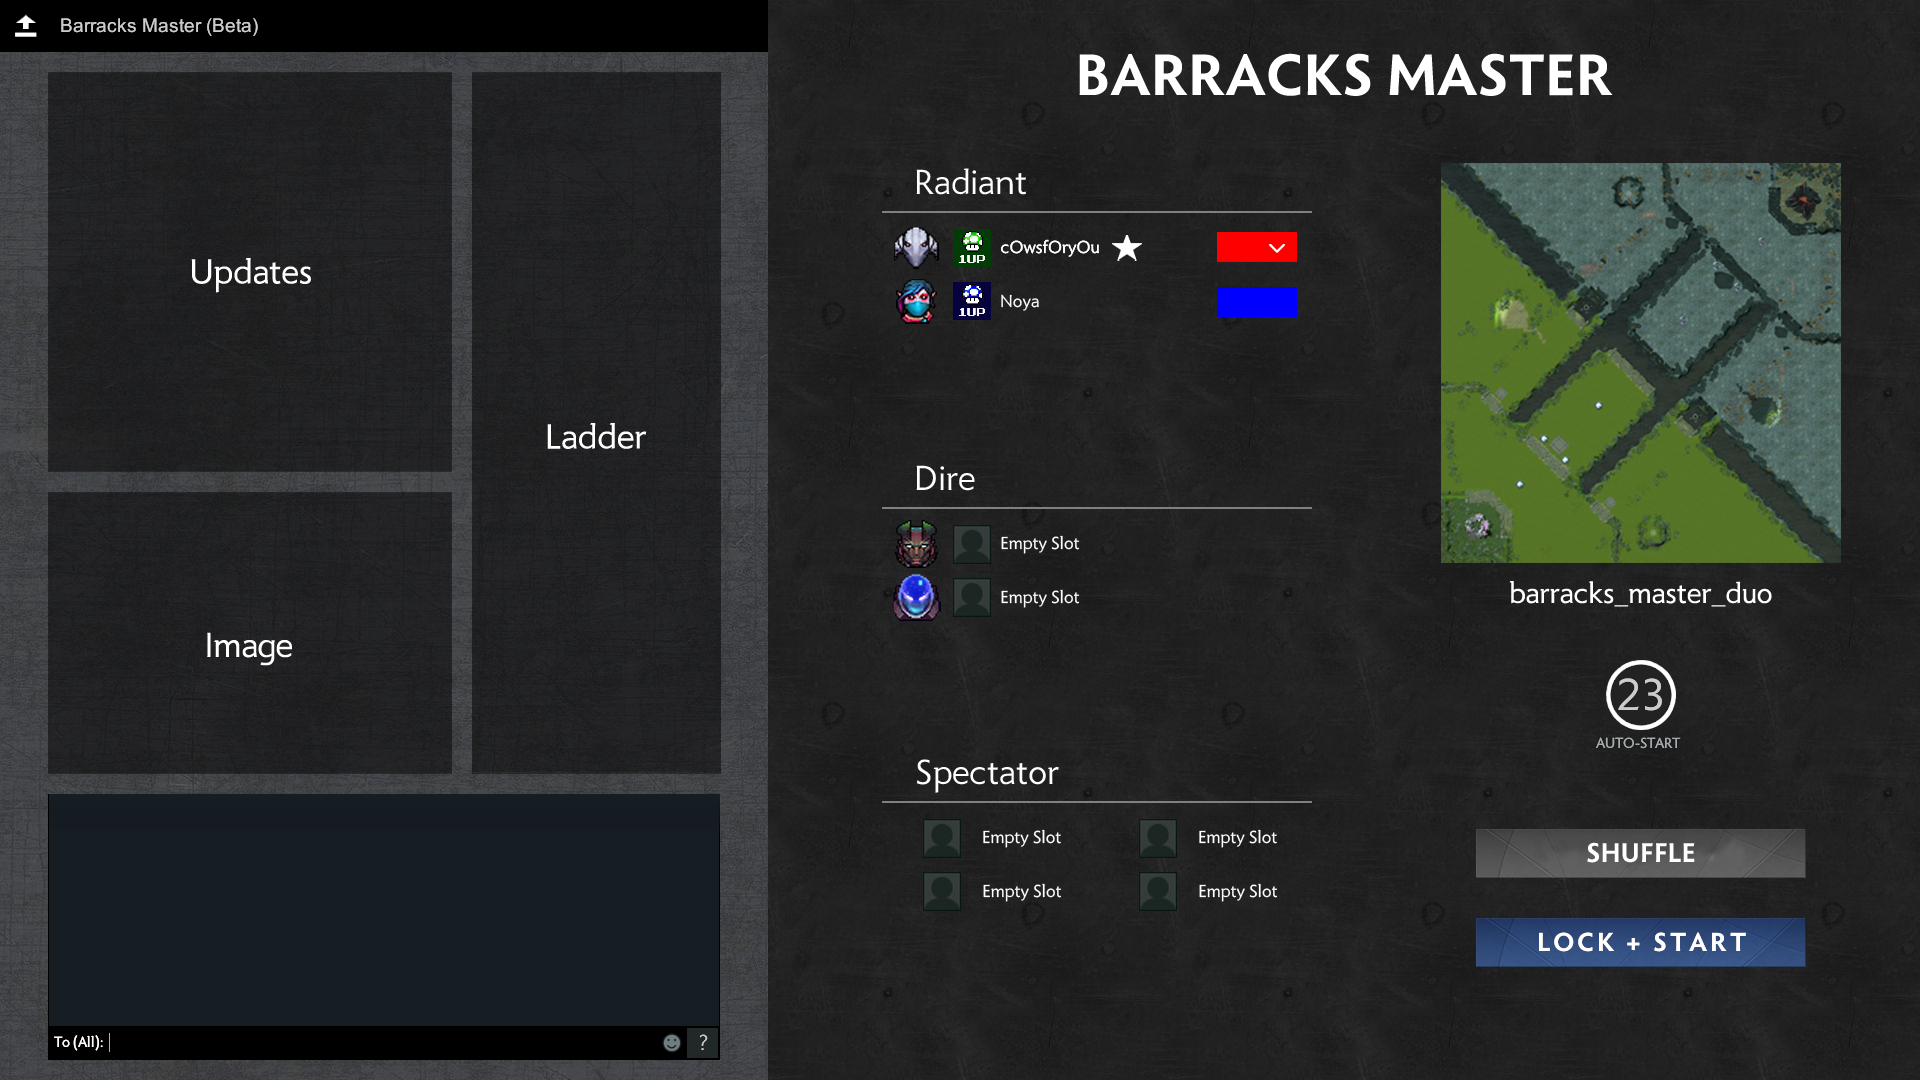 Barracks Master (Beta)
Updates
Ladder
Image
To (All):
?
BARRACKS MASTER
Radiant
1UP cOwsfOryOu
1UP Noya
Dire
Empty Slot
Empty Slot
Spectator
Empty Slot Empty Slot
Empty Slot Empty Slot
barracks_master_duo
23
AUTO-START
SHUFFLE
LOCK + START